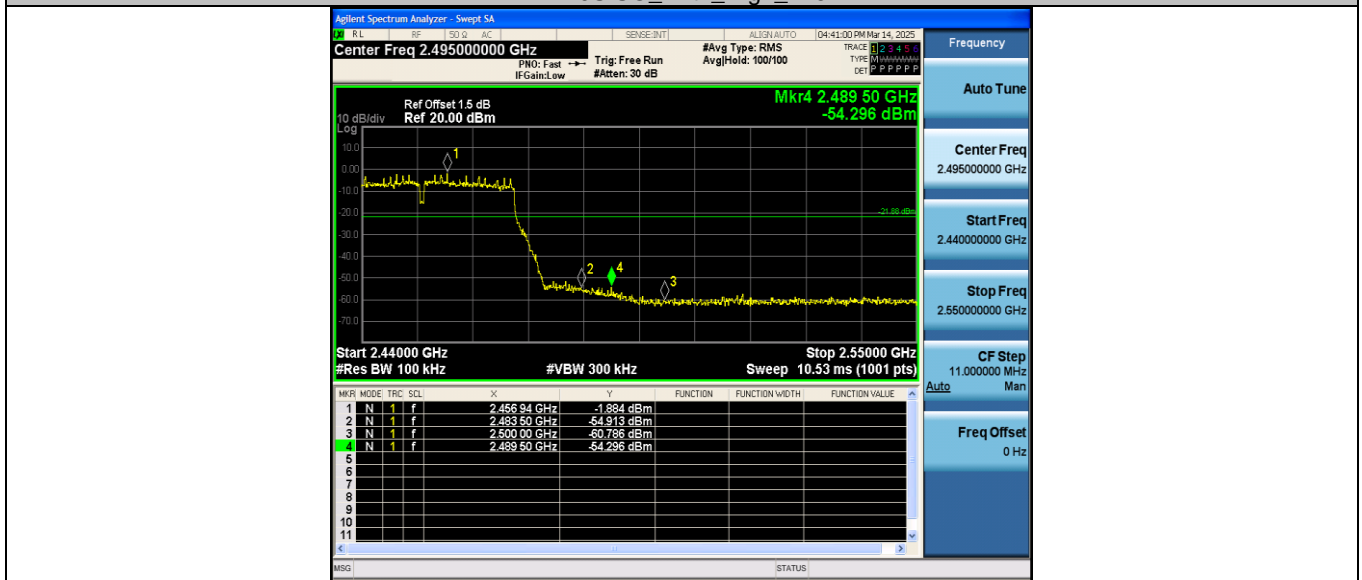 Agilent Spectrum Analyzer - Swept SA
RL RF 50 Ω AC SENSE:INT ALIGN AUTO 04:41:00 PM Mar 14, 2025
Center Freq 2.495000000 GHz
PNO: Fast Trig: Free Run
IFGain:Low #Atten: 30 dB
#Avg Type: RMS
Avg|Hold: 100/100
TRACE 1 2 3 4 5 6
TYPE M
DET P P P P P P
Frequency
Auto Tune
Center Freq
2.495000000 GHz
Start Freq
2.440000000 GHz
Stop Freq
2.550000000 GHz
CF Step
11.000000 MHz
Auto Man
Freq Offset
0 Hz
Mkr4 2.489 50 GHz
-54.296 dBm
Ref Offset 1.5 dB
10 dB/div Ref 20.00 dBm
Log
10.0
0.00
-10.0
-20.0
-30.0
-40.0
-50.0
-60.0
-70.0
1
2
4
3
-21.88 dBm
Start 2.44000 GHz Stop 2.55000 GHz
#Res BW 100 kHz #VBW 300 kHz Sweep 10.53 ms (1001 pts)
MKR MODE TRC SCL X Y FUNCTION FUNCTION WIDTH FUNCTION VALUE
1 N 1 f 2.456 94 GHz -1.884 dBm
2 N 1 f 2.483 50 GHz -54.913 dBm
3 N 1 f 2.500 00 GHz -60.786 dBm
4 N 1 f 2.489 50 GHz -54.296 dBm
5
6
7
8
9
10
11
MSG STATUS